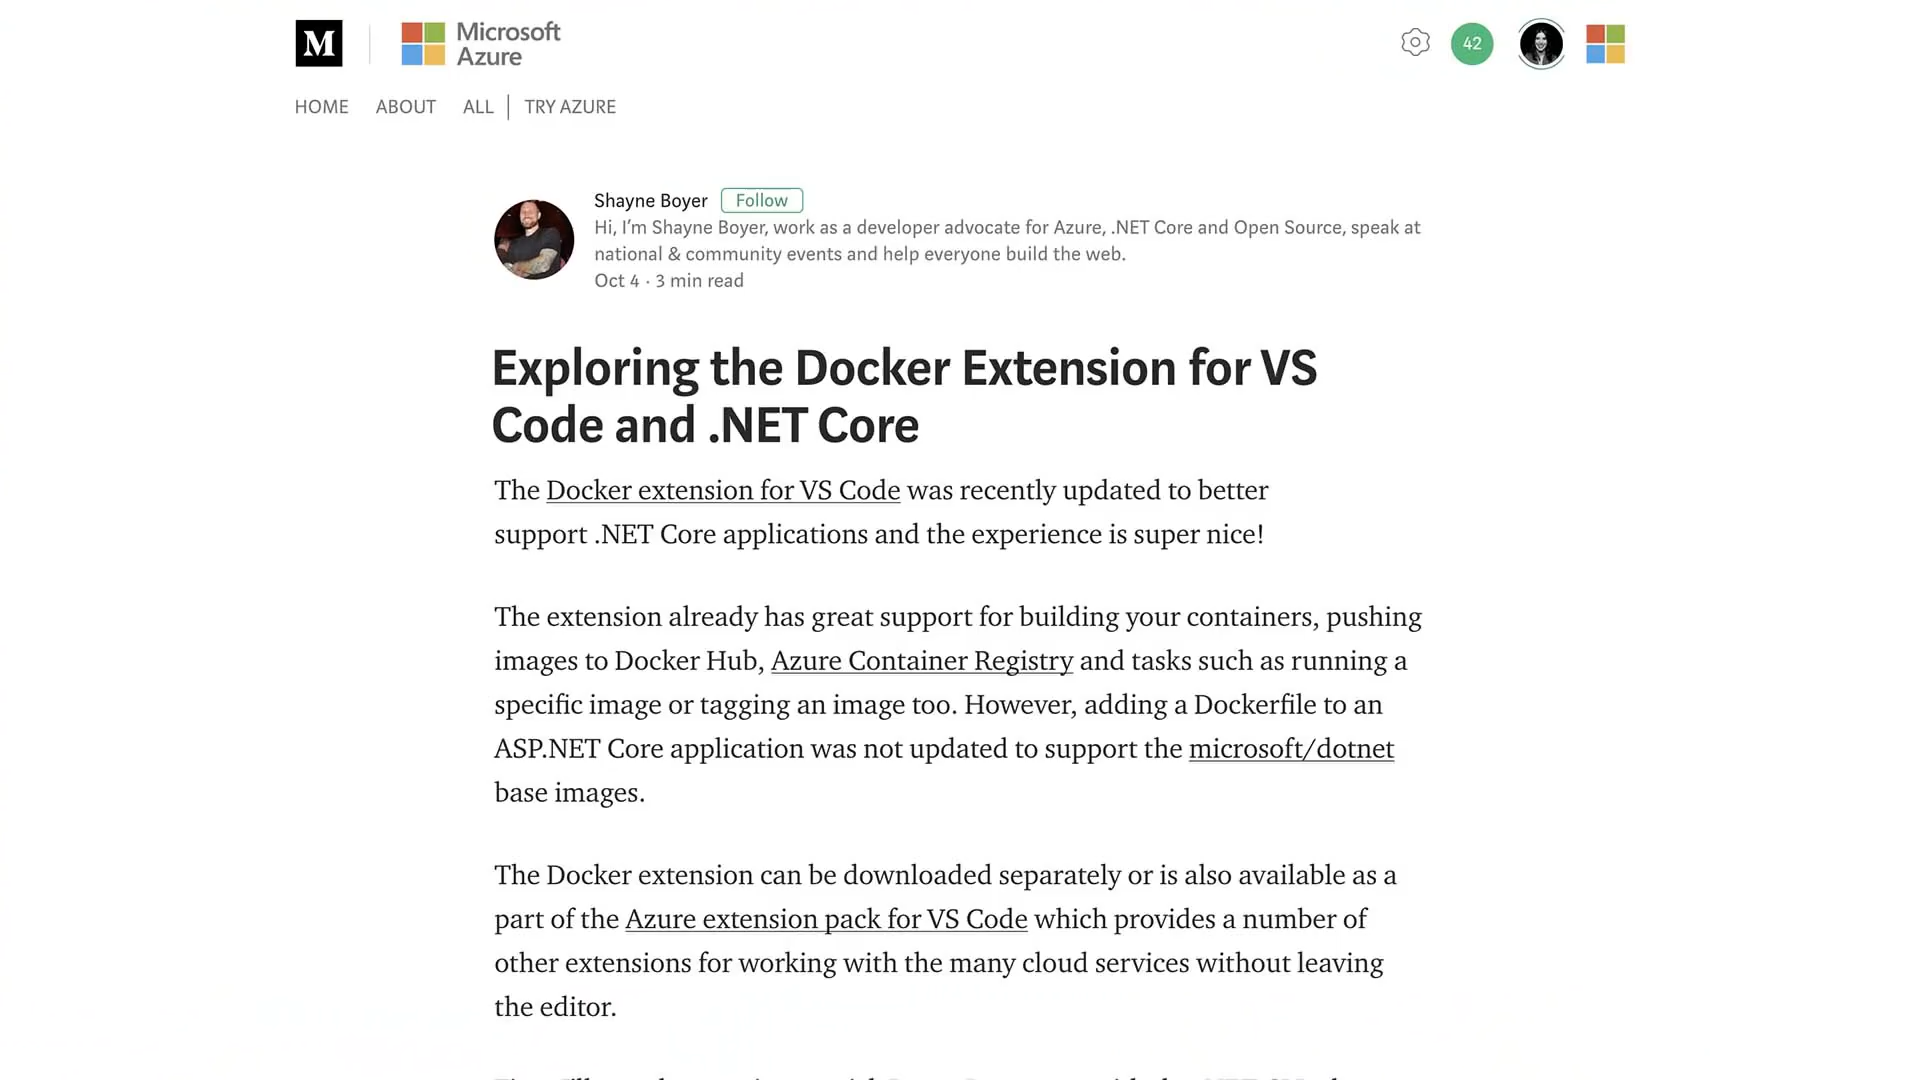 M
Microsoft
Azure
42
HOME ABOUT ALL TRY AZURE
Shayne Boyer Follow
Hi, I’m Shayne Boyer, work as a developer advocate for Azure, .NET Core and Open Source, speak at
national & community events and help everyone build the web.
Oct 4 · 3 min read
Exploring the Docker Extension for VS
Code and .NET Core
The Docker extension for VS Code was recently updated to better
support .NET Core applications and the experience is super nice!
The extension already has great support for building your containers, pushing
images to Docker Hub, Azure Container Registry and tasks such as running a
specific image or tagging an image too. However, adding a Dockerfile to an
ASP.NET Core application was not updated to support the microsoft/dotnet
base images.
The Docker extension can be downloaded separately or is also available as a
part of the Azure extension pack for VS Code which provides a number of
other extensions for working with the many cloud services without leaving
the editor.